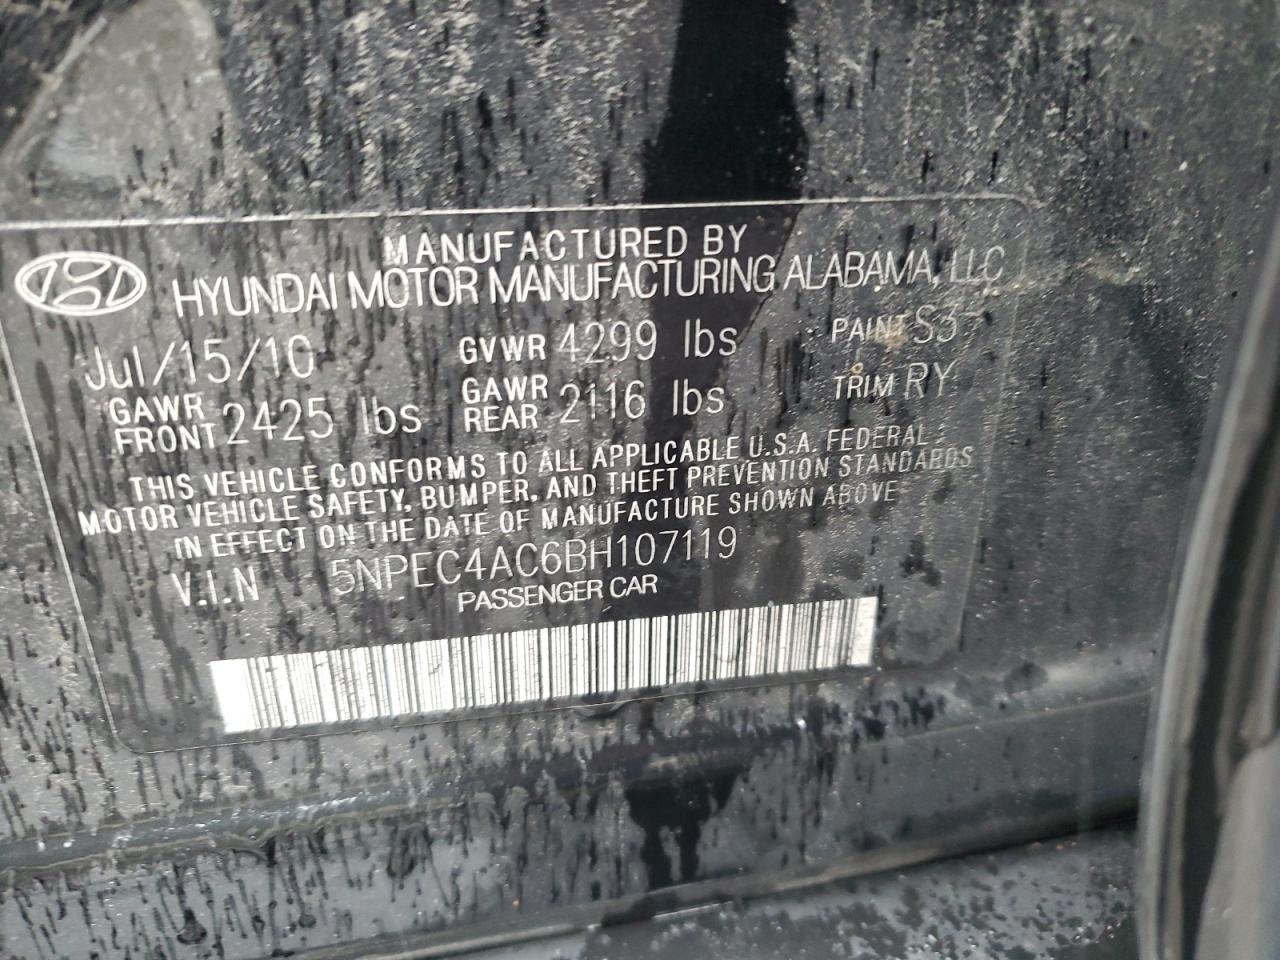 MANUFACTURED BY
HYUNDAI MOTOR MANUFACTURING ALABAMA, LLC
Jul/15/10 GVWR 4299 lbs PAINT S37
GAWR FRONT 2425 lbs GAWR REAR 2116 lbs TRIM RY
THIS VEHICLE CONFORMS TO ALL APPLICABLE U.S.A. FEDERAL
MOTOR VEHICLE SAFETY, BUMPER, AND THEFT PREVENTION STANDARDS
IN EFFECT ON THE DATE OF MANUFACTURE SHOWN ABOVE
V.I.N 5NPEC4AC6BH107119
PASSENGER CAR